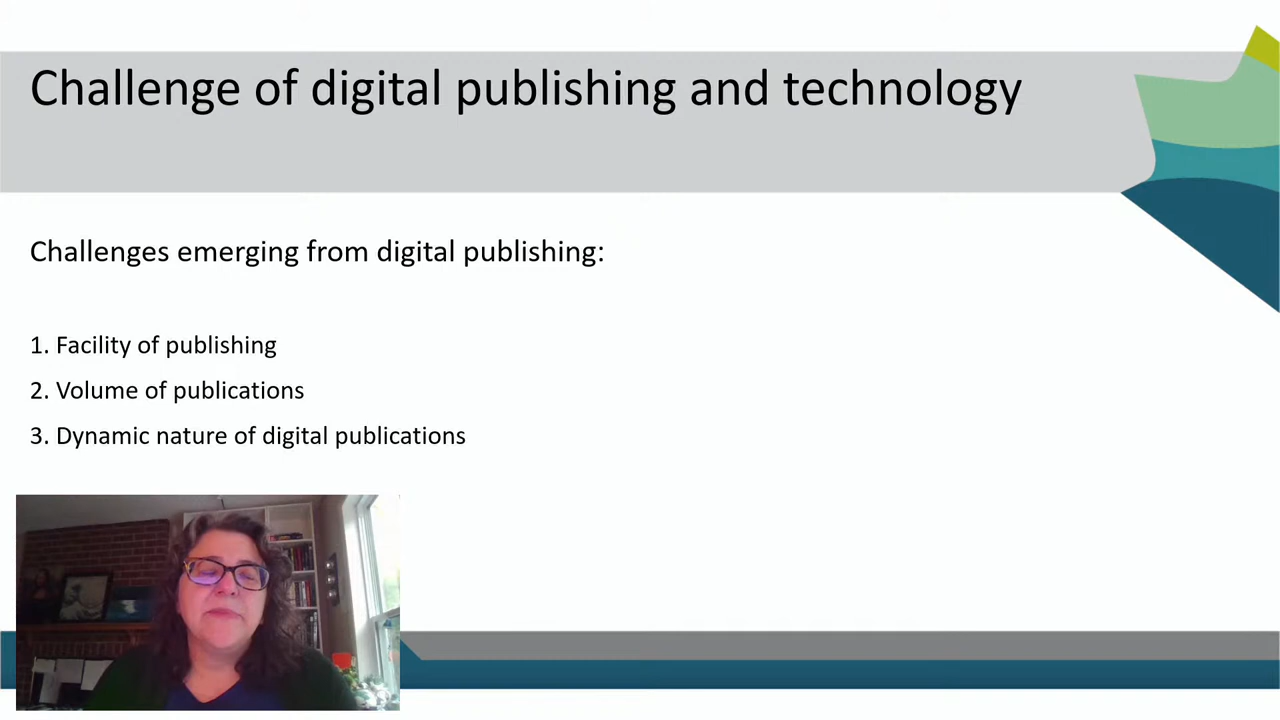 Challenge of digital publishing and technology
Challenges emerging from digital publishing:
1. Facility of publishing
2. Volume of publications
3. Dynamic nature of digital publications